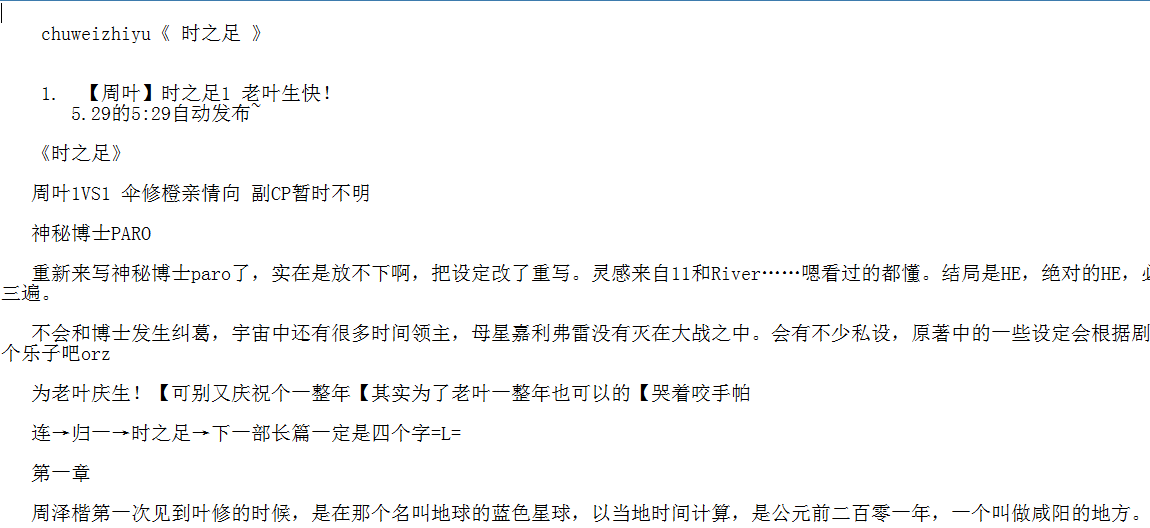 chuweizhiyu《 时之足 》
1. 【周叶】时之足1 老叶生快！
5.29的5:29自动发布~
《时之足》
周叶1VS1 伞修橙亲情向 副CP暂时不明
神秘博士PARO
重新来写神秘博士paro了，实在是放不下啊，把设定改了重写。灵感来自11和River……嗯看过的都懂。结局是HE，绝对的HE，
三遍。
不会和博士发生纠葛，宇宙中还有很多时间领主，母星嘉利弗雷没有灭在大战之中。会有不少私设，原著中的一些设定会根据剧
个乐子吧orz
为老叶庆生！【可别又庆祝个一整年【其实为了老叶一整年也可以的【哭着咬手帕
连→归一→时之足→下一部长篇一定是四个字=L=
第一章
周泽楷第一次见到叶修的时候，是在那个名叫地球的蓝色星球，以当地时间计算，是公元前二百零一年，一个叫做咸阳的地方。